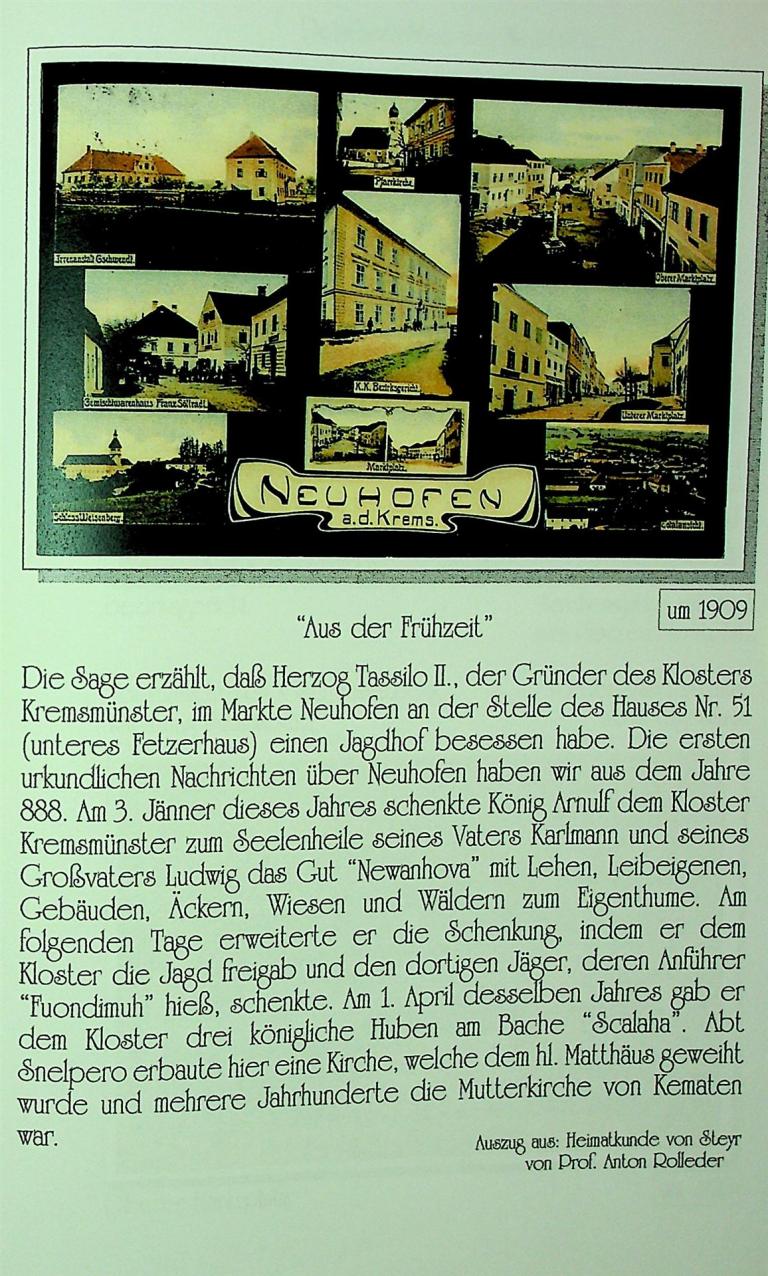 Irrenanstalt Gschwendt.
Pfarrkirche.
Oberer Marktplatz.
Gemischtwarenhaus Franz Söllradl.
K.K. Bezirksgericht.
Unterer Marktplatz.
Marktplatz.
Schloss Weissenberg.
Totalansicht.
NEUHOFEN
a.d. Krems.
um 1909
“Aus der Frühzeit”
Die Sage erzählt, daß Herzog Tassilo II., der Gründer des Klosters
Kremsmünster, im Markte Neuhofen an der Stelle des Hauses Nr. 51
(unteres Fetzerhaus) einen Jagdhof besessen habe. Die ersten
urkundlichen Nachrichten über Neuhofen haben wir aus dem Jahre
888. Am 3. Jänner dieses Jahres schenkte König Arnulf dem Kloster
Kremsmünster zum Seelenheile seines Vaters Karlmann und seines
Großvaters Ludwig das Gut “Newanhova” mit Lehen, Leibeigenen,
Gebäuden, Äckern, Wiesen und Wäldern zum Eigenthume. Am
folgenden Tage erweiterte er die Schenkung, indem er dem
Kloster die Jagd freigab und den dortigen Jäger, deren Anführer
“Fuondimuh” hieß, schenkte. Am 1. April desselben Jahres gab er
dem Kloster drei königliche Huben am Bache “Scalaha”. Abt
Snelpero erbaute hier eine Kirche, welche dem hl. Matthäus geweiht
wurde und mehrere Jahrhunderte die Mutterkirche von Kematen
war.
Auszug aus: Heimatkunde von Steyr
von Prof. Anton Rolleder